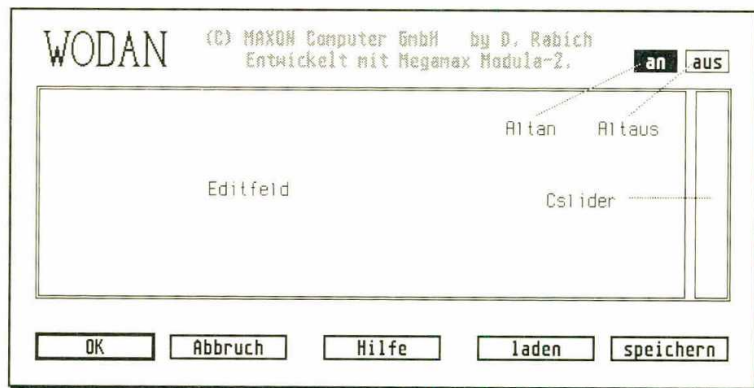 WODAN
(C) MAXON Computer GmbH by D. Rabich
Entwickelt mit Megamax Modula-2.
an aus
Altan Altaus
Editfeld
Cslider
OK Abbruch Hilfe laden speichern